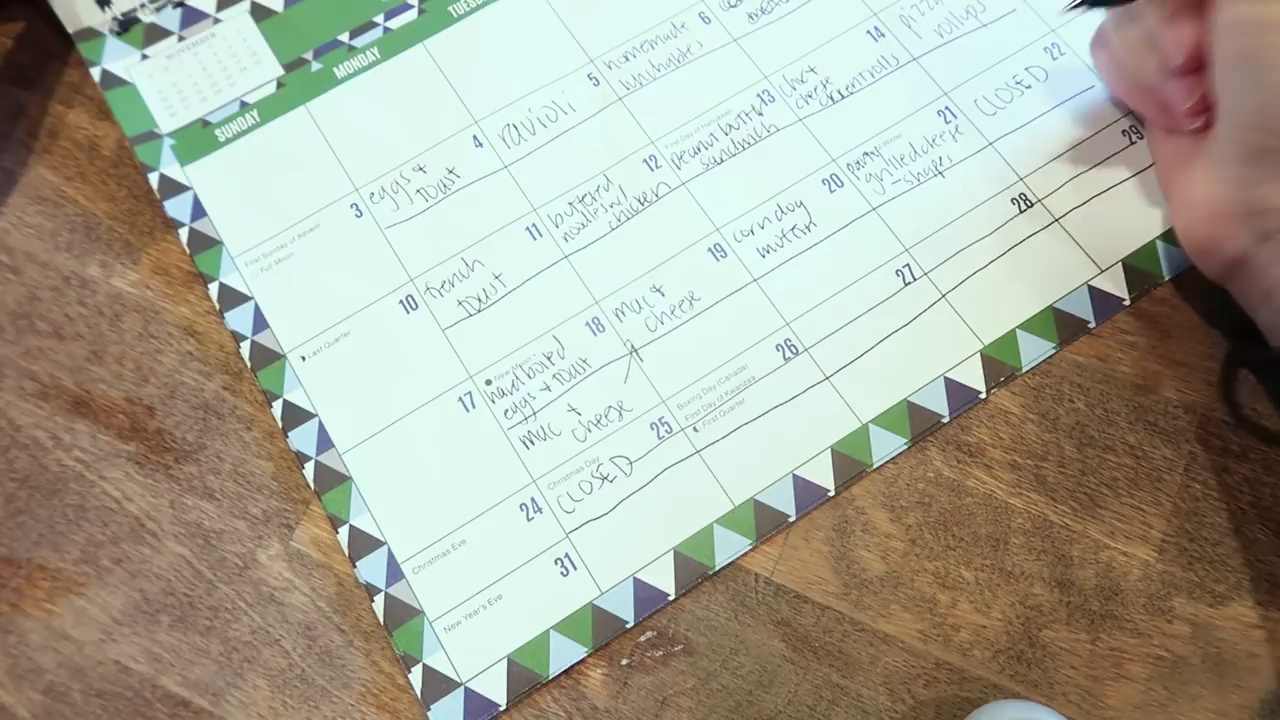 NOVEMBER
SUNDAY
MONDAY
3
4
5
6
First Sunday of Advent
Full Moon
eggs &
toast
ravioli
homemade
lunchables
10
11
12
13
14
Last Quarter
french
toast
buttered
noodles w/
chicken
First Day of Hanukkah
peanut butter
sandwich
cheese
pizza
rollups
17
18
19
20
21
22
New Moon
hard boiled
eggs & toast
mac +
cheese
mac &
cheese
corn dog
muffin
Winter
party
grilled cheese
- shapes
CLOSED
24
25
26
27
28
29
Christmas Eve
Christmas Day
CLOSED
Boxing Day (Canada)
First Day of Kwanzaa
First Quarter
31
New Year's Eve